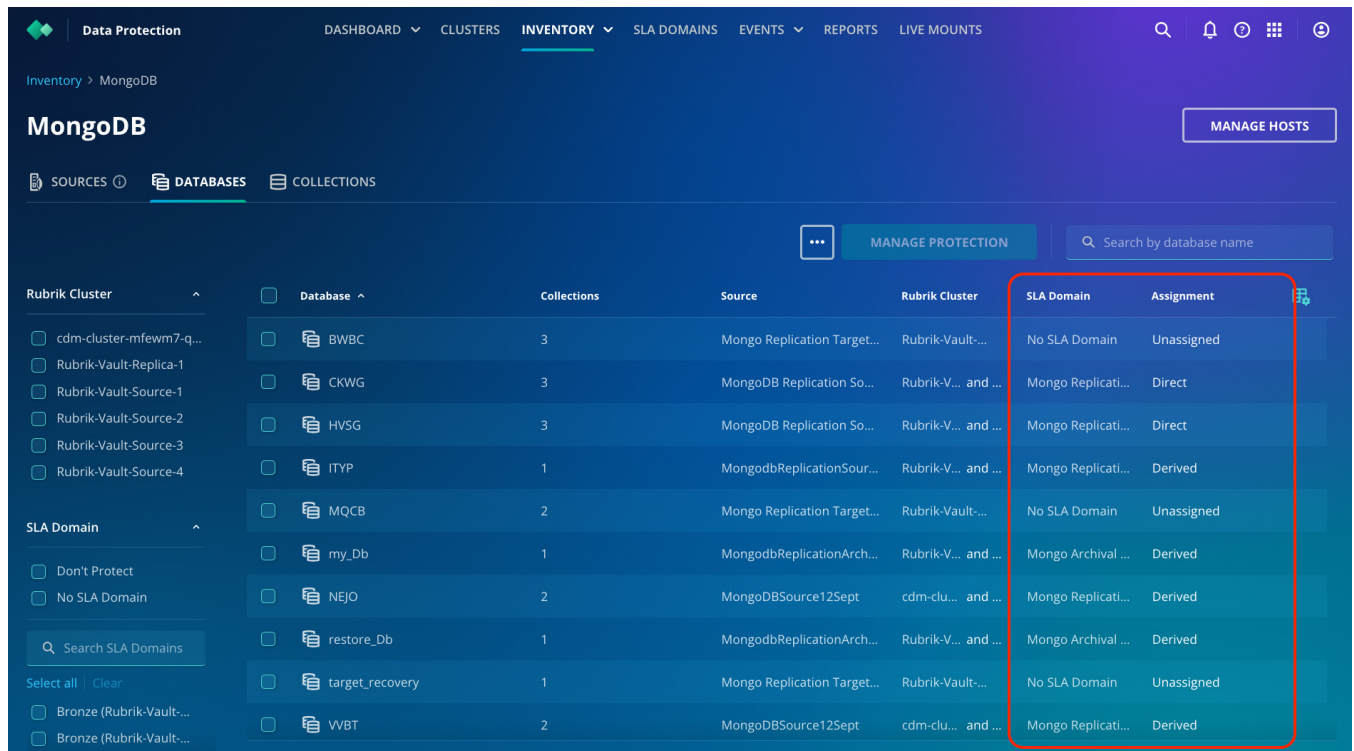 Data Protection DASHBOARD CLUSTERS INVENTORY SLA DOMAINS EVENTS REPORTS LIVE MOUNTS
Inventory > MongoDB
MongoDB
MANAGE HOSTS
SOURCES DATABASES COLLECTIONS
... MANAGE PROTECTION Search by database name
Rubrik Cluster
cdm-cluster-mfewm7-q...
Rubrik-Vault-Replica-1
Rubrik-Vault-Source-1
Rubrik-Vault-Source-2
Rubrik-Vault-Source-3
Rubrik-Vault-Source-4
SLA Domain
Don't Protect
No SLA Domain
Search SLA Domains
Select all Clear
Bronze (Rubrik-Vault-...
Bronze (Rubrik-Vault-...
Database Collections Source Rubrik Cluster SLA Domain Assignment
BWBC 3 Mongo Replication Target... Rubrik-Vault-... No SLA Domain Unassigned
CKWG 3 MongoDB Replication So... Rubrik-V... and ... Mongo Replicati... Direct
HVSG 3 MongoDB Replication So... Rubrik-V... and ... Mongo Replicati... Direct
ITYP 1 MongodbReplicationSour... Rubrik-V... and ... Mongo Replicati... Derived
MQCB 2 Mongo Replication Target... Rubrik-Vault-... No SLA Domain Unassigned
my_Db 1 MongodbReplicationArch... Rubrik-V... and ... Mongo Archival ... Derived
NEJO 2 MongoDBSource12Sept cdm-clu... and ... Mongo Replicati... Derived
restore_Db 1 MongodbReplicationArch... Rubrik-V... and ... Mongo Archival ... Derived
target_recovery 1 Mongo Replication Target... Rubrik-Vault-... No SLA Domain Unassigned
VVBT 2 MongoDBSource12Sept cdm-clu... and ... Mongo Replicati... Derived